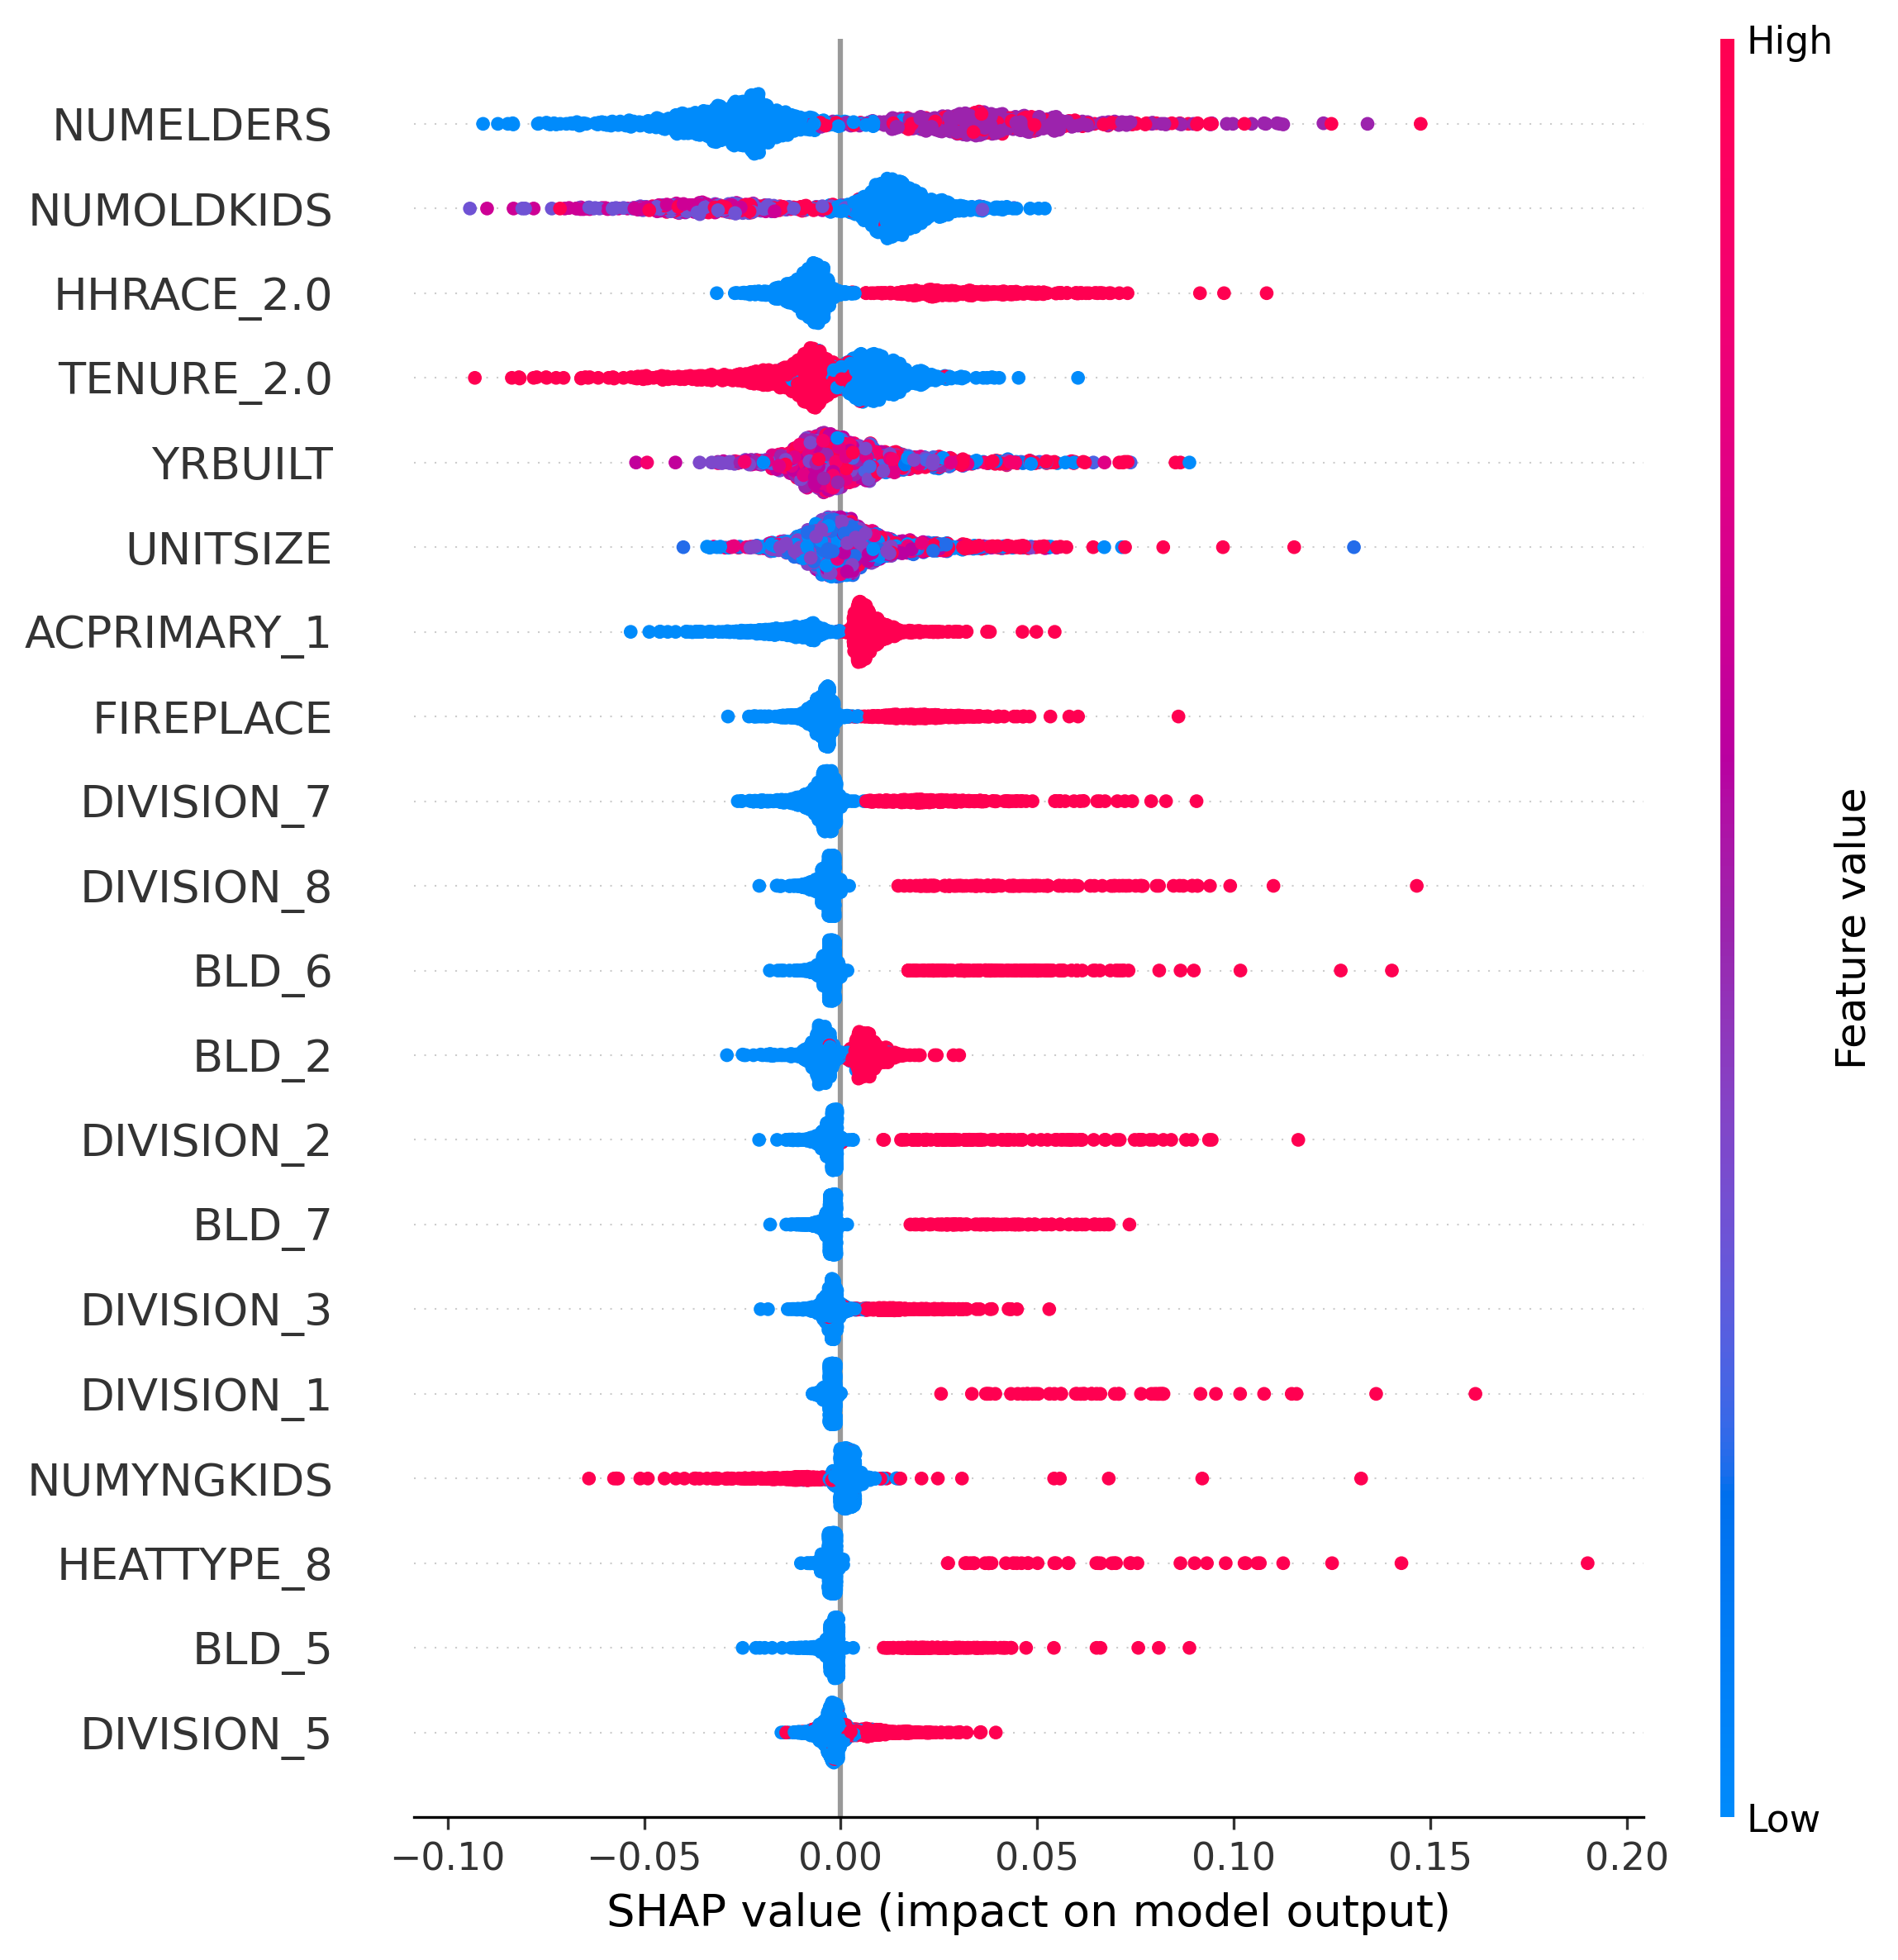 High
NUMELDERS
NUMOLDKIDS
HHRACE_2.0
TENURE_2.0
YRBUILT
UNITSIZE
ACPRIMARY_1
FIREPLACE
DIVISION_7
DIVISION_8
BLD_6
BLD_2
DIVISION_2
BLD_7
DIVISION_3
DIVISION_1
NUMYNGKIDS
HEATTYPE_8
BLD_5
DIVISION_5
Feature value
Low
−0.10 −0.05 0.00 0.05 0.10 0.15 0.20
SHAP value (impact on model output)